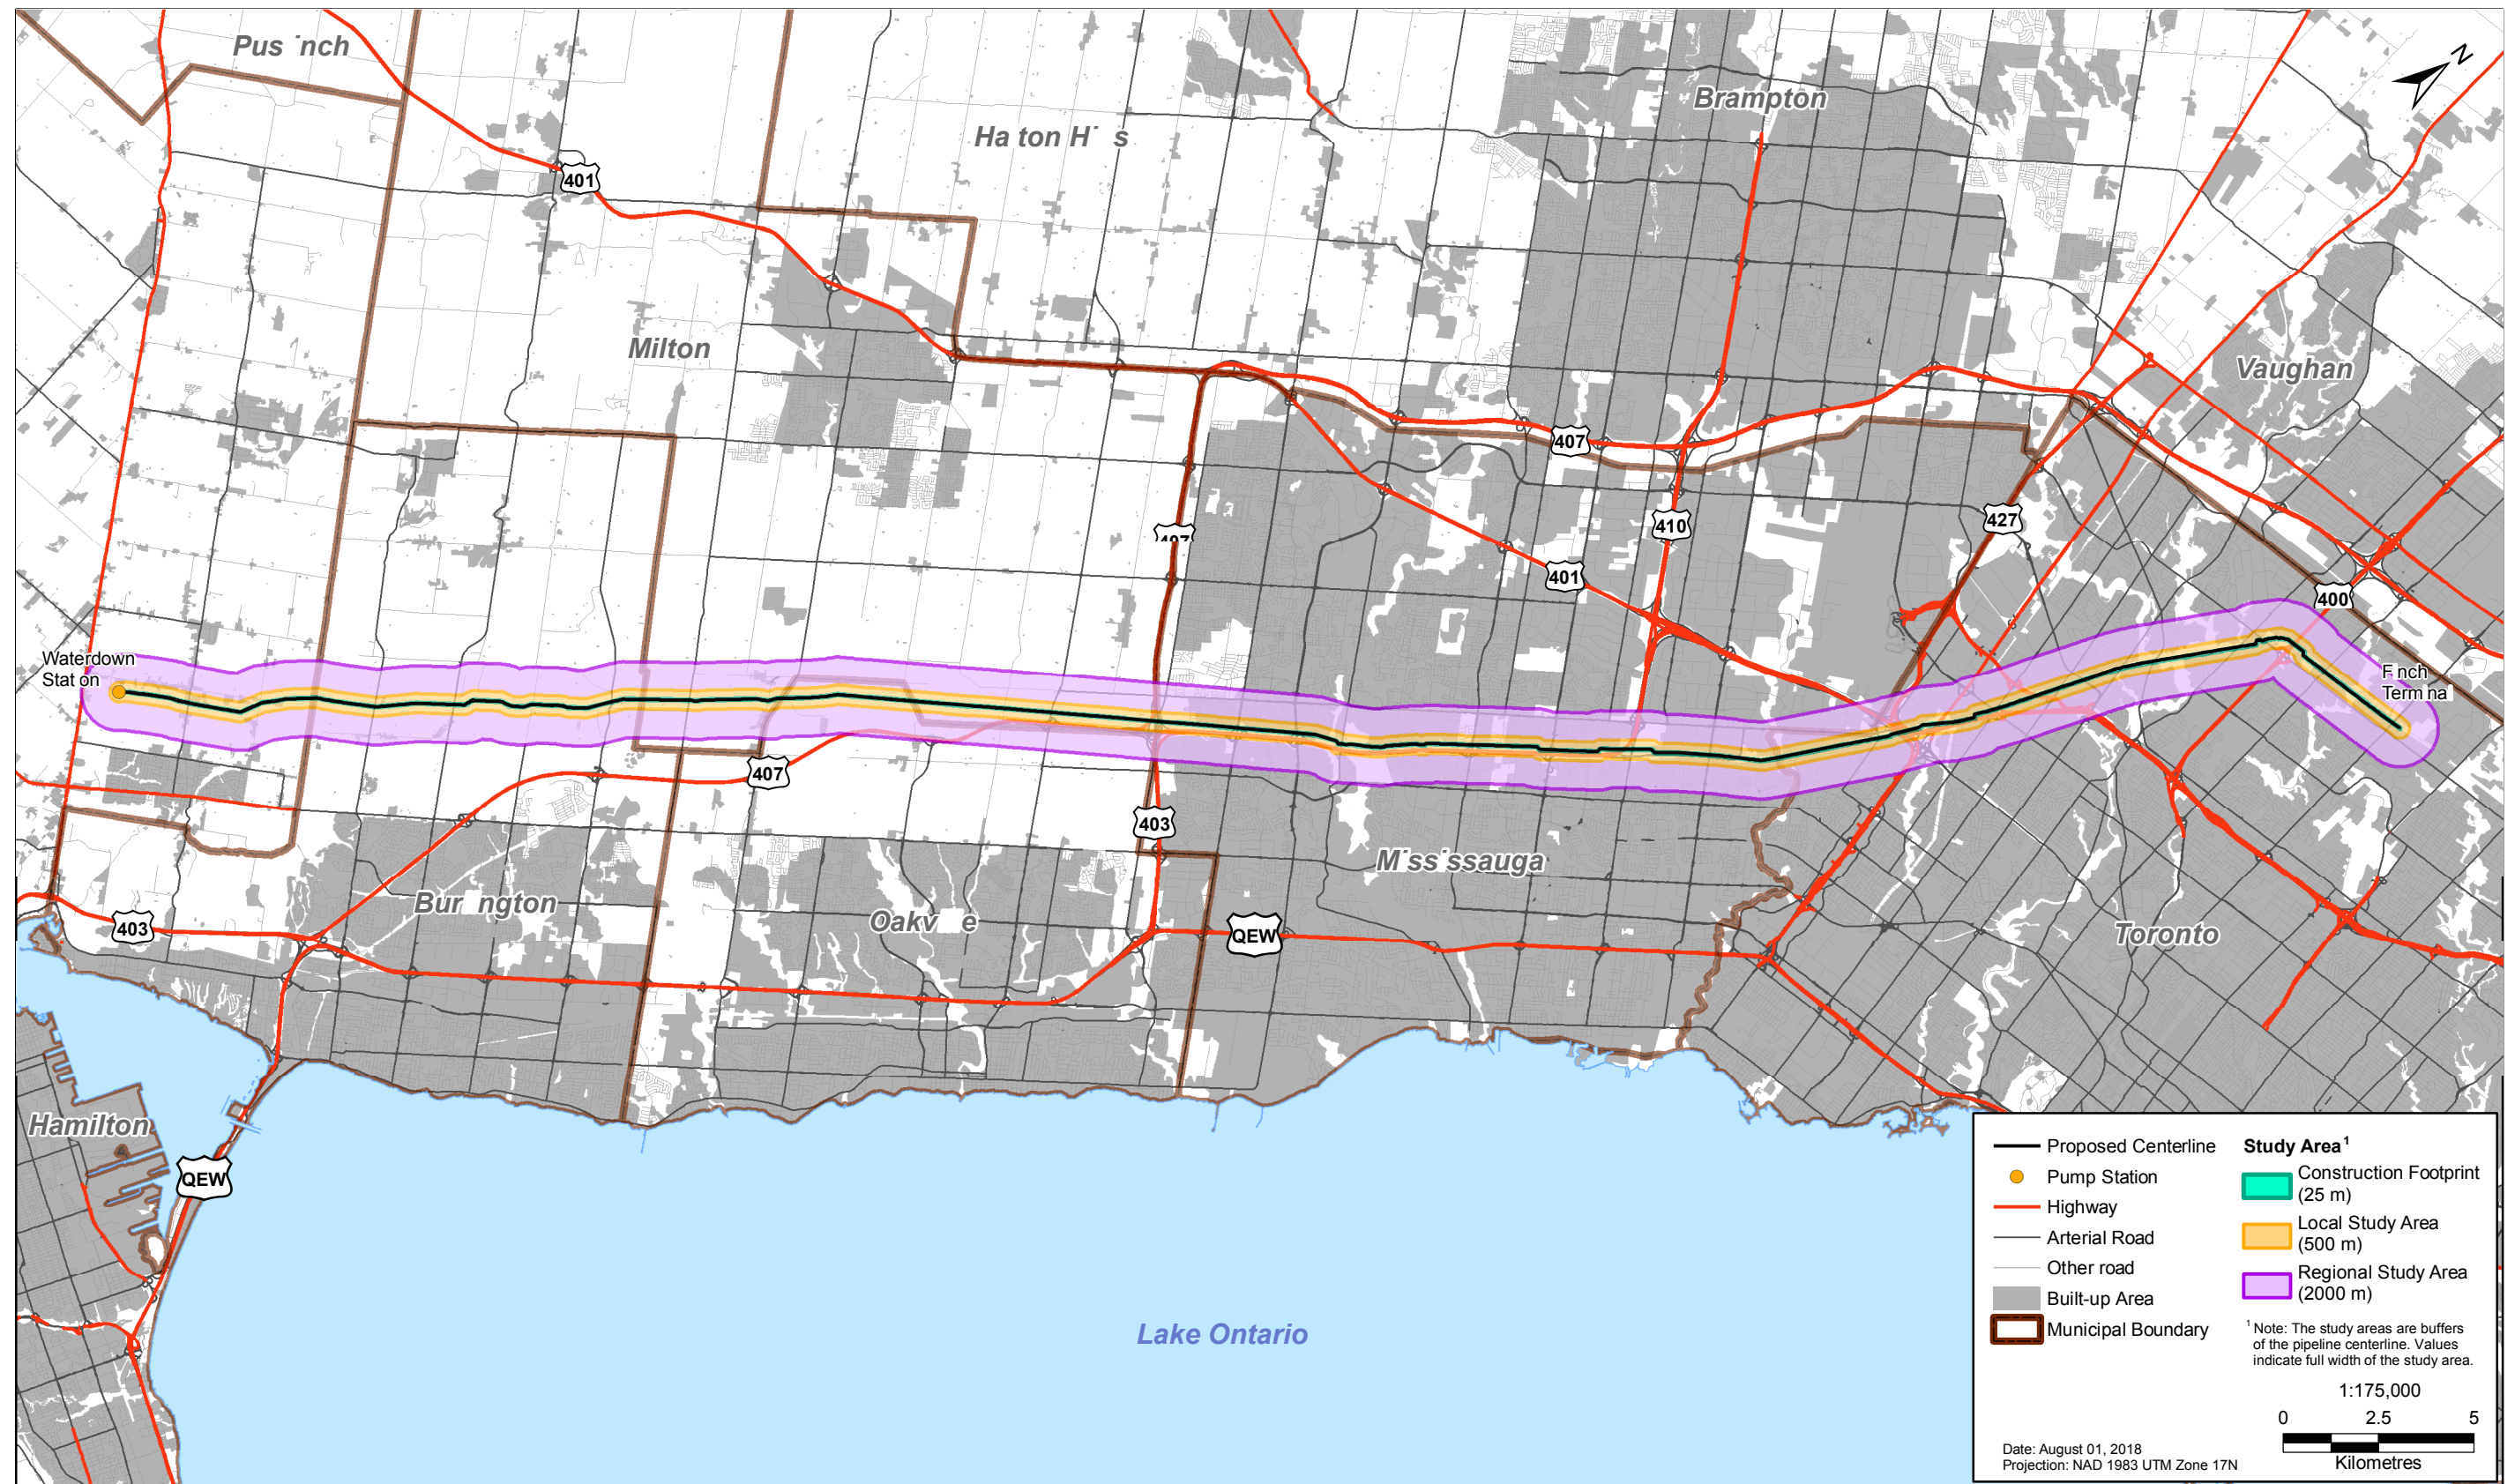 Pus inch
N
Brampton
Ha ton H s
401
Vaughan
Milton
407
407
410
427
401
400
Waterdown
Stat on
F nch
Term na
407
403
M ss ssauga
Bur ngton
Oakv e
403
QEW
Toronto
Hamilton
QEW
Lake Ontario
Proposed Centerline
Pump Station
Highway
Arterial Road
Other road
Built-up Area
Municipal Boundary
Study Area 1
Construction Footprint
(25 m)
Local Study Area
(500 m)
Regional Study Area
(2000 m)
1 Note: The study areas are buffers
of the pipeline centerline. Values
indicate full width of the study area.
1:175,000
0 2.5 5
Kilometres
Date: August 01, 2018
Projection: NAD 1983 UTM Zone 17N